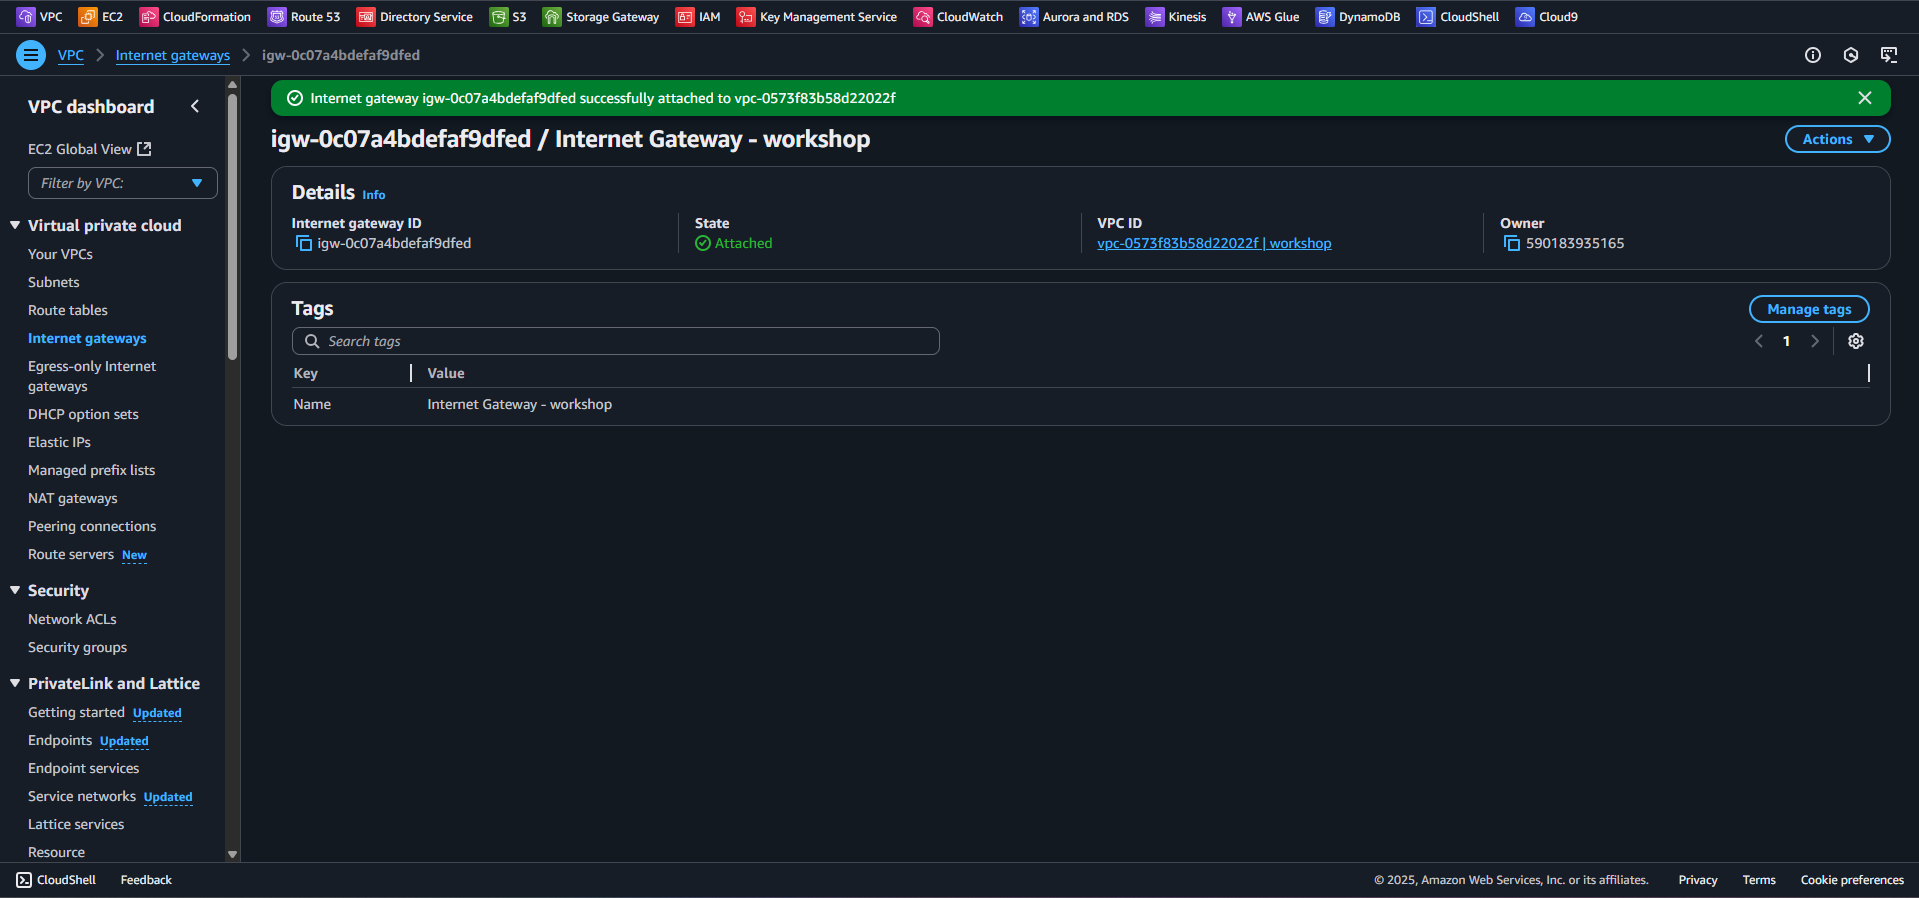 VPC EC2 CloudFormation Route 53 Directory Service S3 Storage Gateway IAM Key Management Service CloudWatch Aurora and RDS Kinesis AWS Glue DynamoDB CloudShell Cloud9
VPC Internet gateways igw-0c07a4bdefaf9dfed
VPC dashboard
EC2 Global View
Filter by VPC:
Virtual private cloud
Your VPCs
Subnets
Route tables
Internet gateways
Egress-only Internet
gateways
DHCP option sets
Elastic IPs
Managed prefix lists
NAT gateways
Peering connections
Route servers New
Security
Network ACLs
Security groups
PrivateLink and Lattice
Getting started Updated
Endpoints Updated
Endpoint services
Service networks Updated
Lattice services
Resource
Internet gateway igw-0c07a4bdefaf9dfed successfully attached to vpc-0573f83b58d22022f
igw-0c07a4bdefaf9dfed / Internet Gateway - workshop
Actions
Details Info
Internet gateway ID
igw-0c07a4bdefaf9dfed
State
Attached
VPC ID
vpc-0573f83b58d22022f | workshop
Owner
590183935165
Tags
Manage tags
Search tags
1
Key Value
Name Internet Gateway - workshop
CloudShell Feedback
© 2025, Amazon Web Services, Inc. or its affiliates. Privacy Terms Cookie preferences